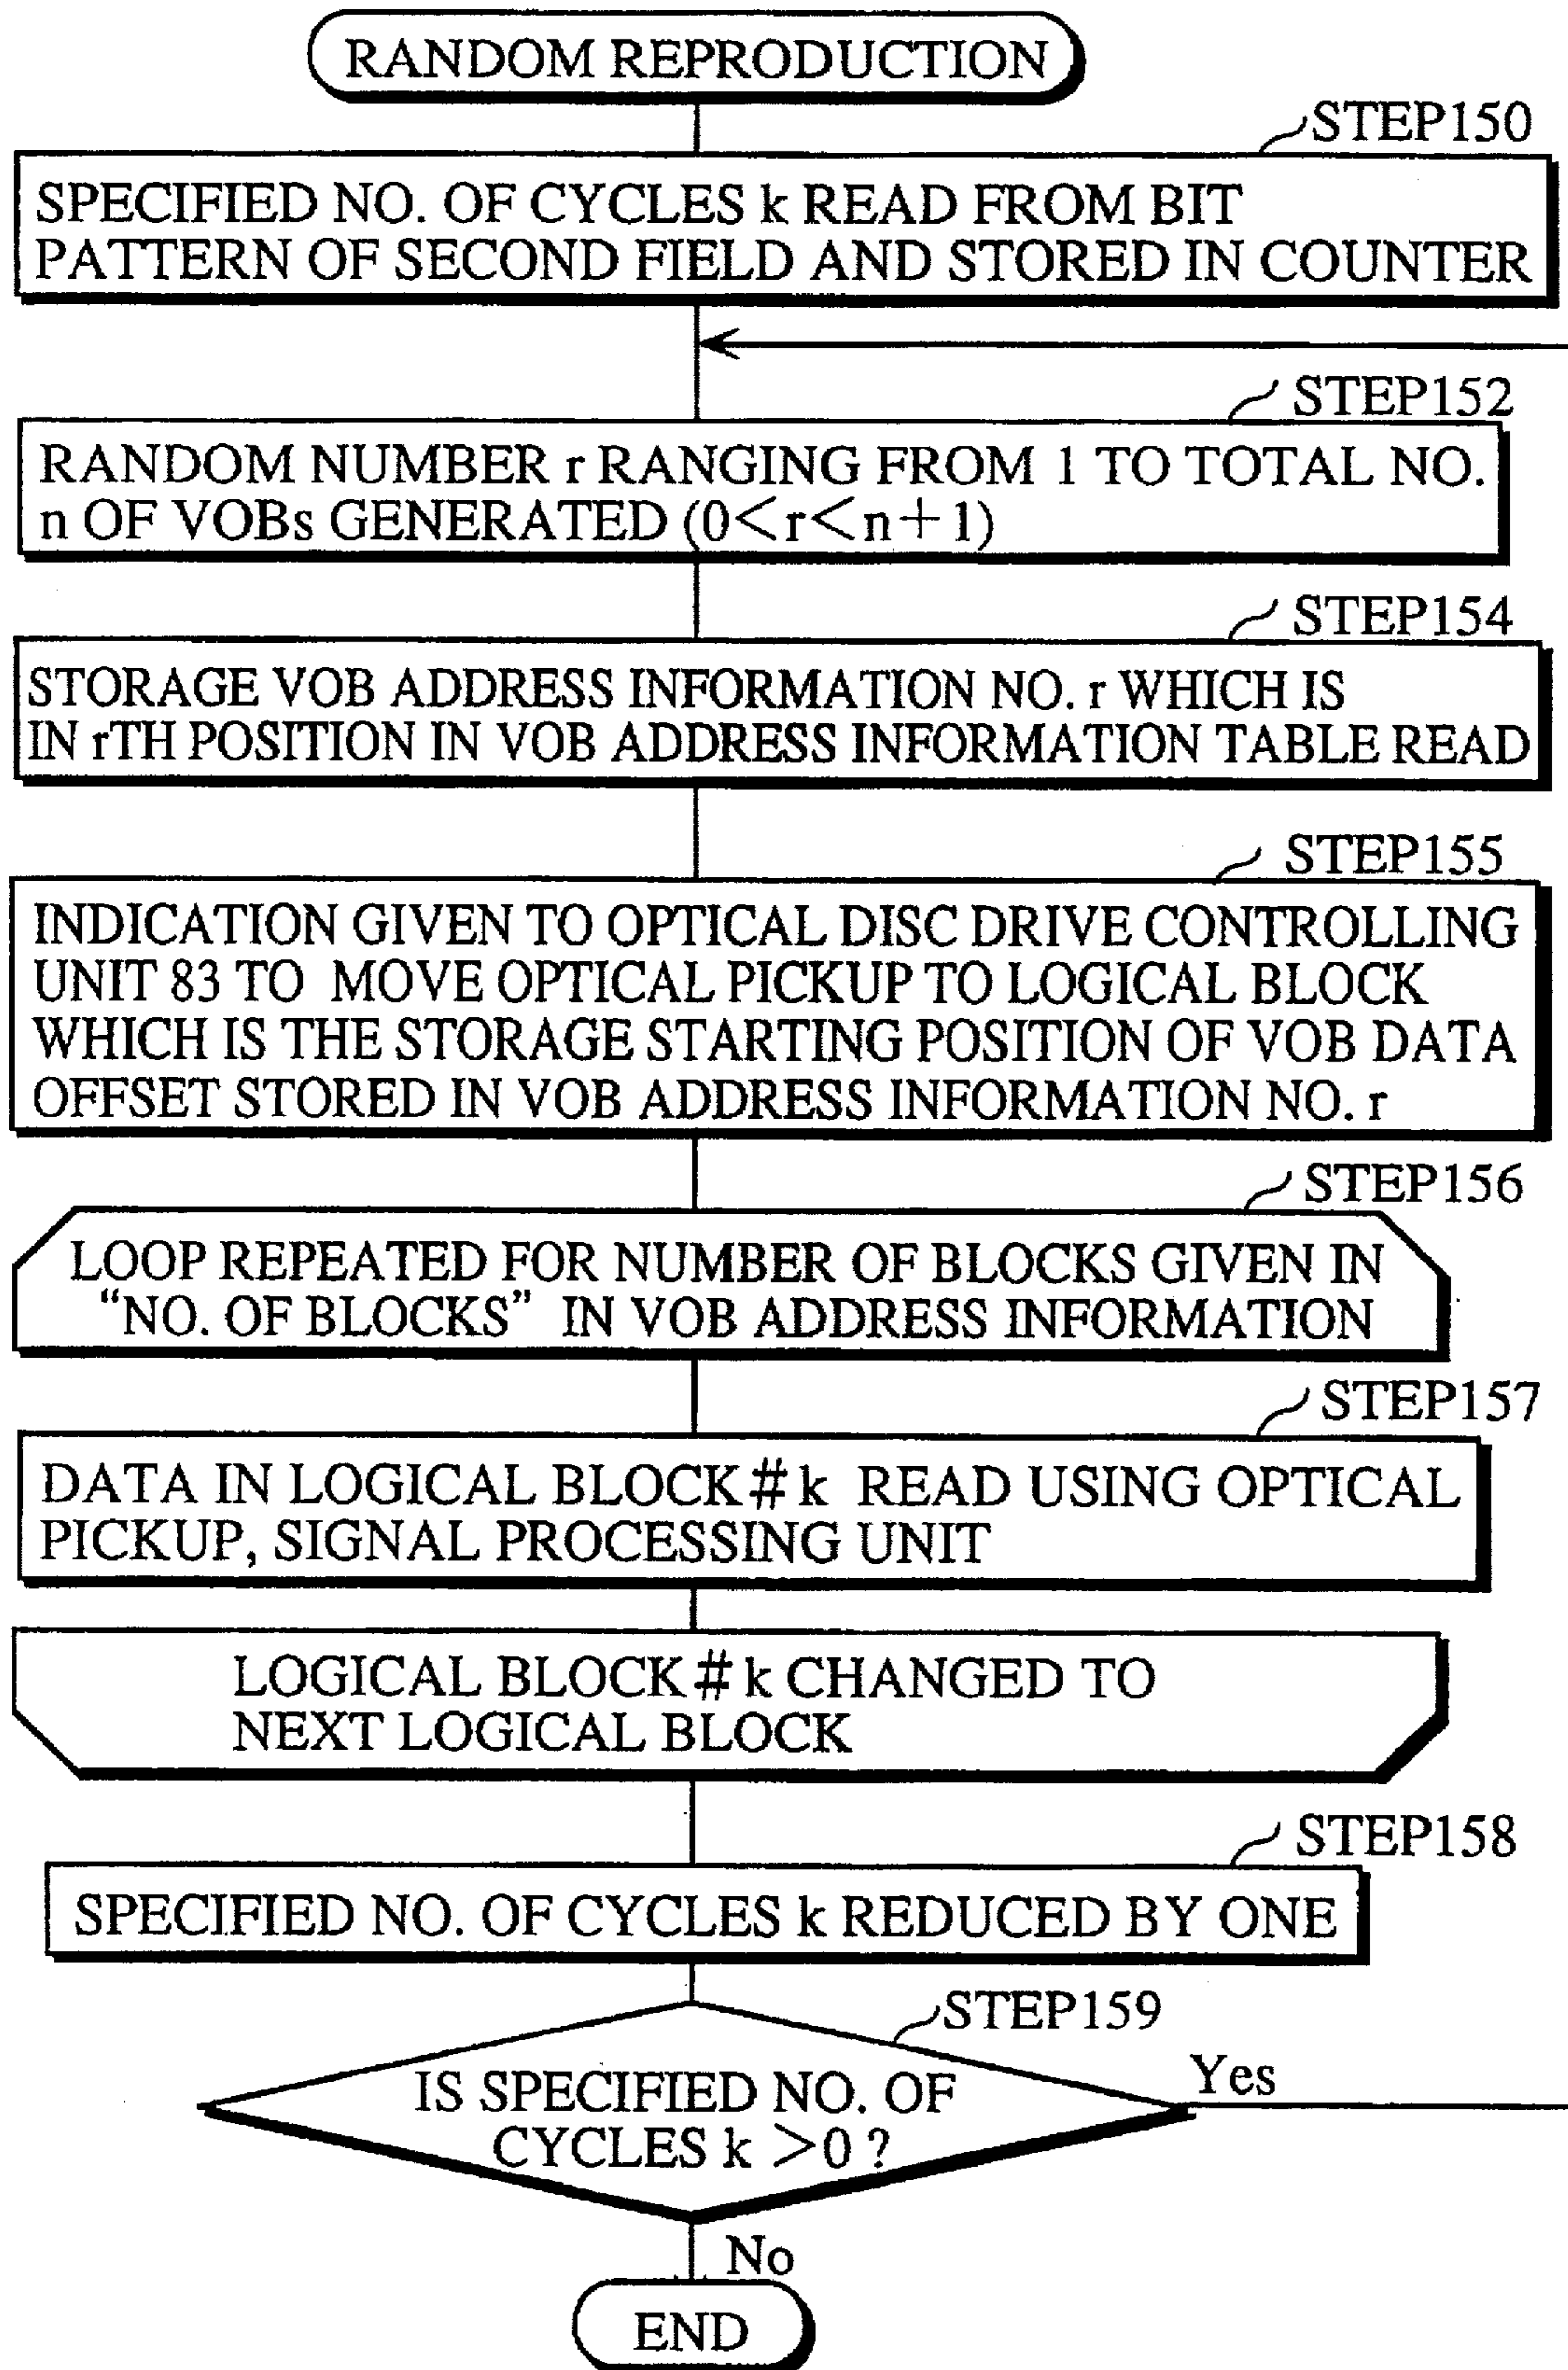 RANDOM REPRODUCTION
STEP150
SPECIFIED NO. OF CYCLES k READ FROM BIT
PATTERN OF SECOND FIELD AND STORED IN COUNTER
STEP152
RANDOM NUMBER r RANGING FROM 1 TO TOTAL NO.
n OF VOBs GENERATED (0<r<n+1)
STEP154
STORAGE VOB ADDRESS INFORMATION NO. r WHICH IS
IN rTH POSITION IN VOB ADDRESS INFORMATION TABLE READ
STEP155
INDICATION GIVEN TO OPTICAL DISC DRIVE CONTROLLING
UNIT 83 TO MOVE OPTICAL PICKUP TO LOGICAL BLOCK
WHICH IS THE STORAGE STARTING POSITION OF VOB DATA
OFFSET STORED IN VOB ADDRESS INFORMATION NO. r
STEP156
LOOP REPEATED FOR NUMBER OF BLOCKS GIVEN IN
“NO. OF BLOCKS” IN VOB ADDRESS INFORMATION
STEP157
DATA IN LOGICAL BLOCK#k READ USING OPTICAL
PICKUP, SIGNAL PROCESSING UNIT
LOGICAL BLOCK#k CHANGED TO
NEXT LOGICAL BLOCK
STEP158
SPECIFIED NO. OF CYCLES k REDUCED BY ONE
STEP159
IS SPECIFIED NO. OF
CYCLES k >0 ?
Yes
No
END